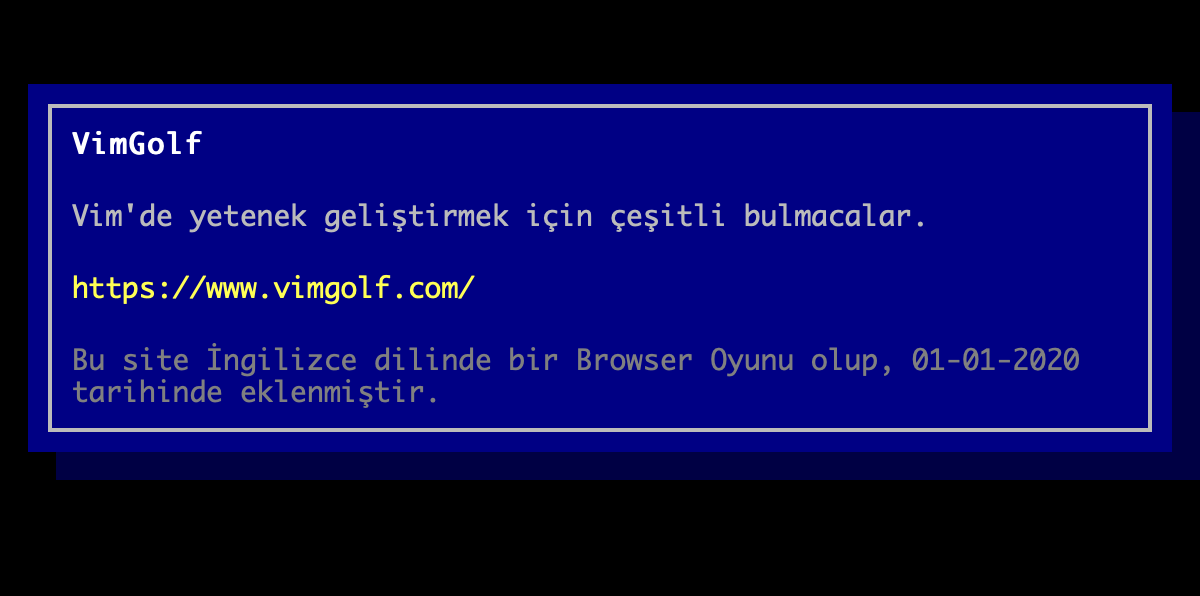 VimGolf
Vim'de yetenek geliştirmek için çeşitli bulmacalar.
https://www.vimgolf.com/
Bu site İngilizce dilinde bir Browser Oyunu olup, 01-01-2020
tarihinde eklenmiştir.